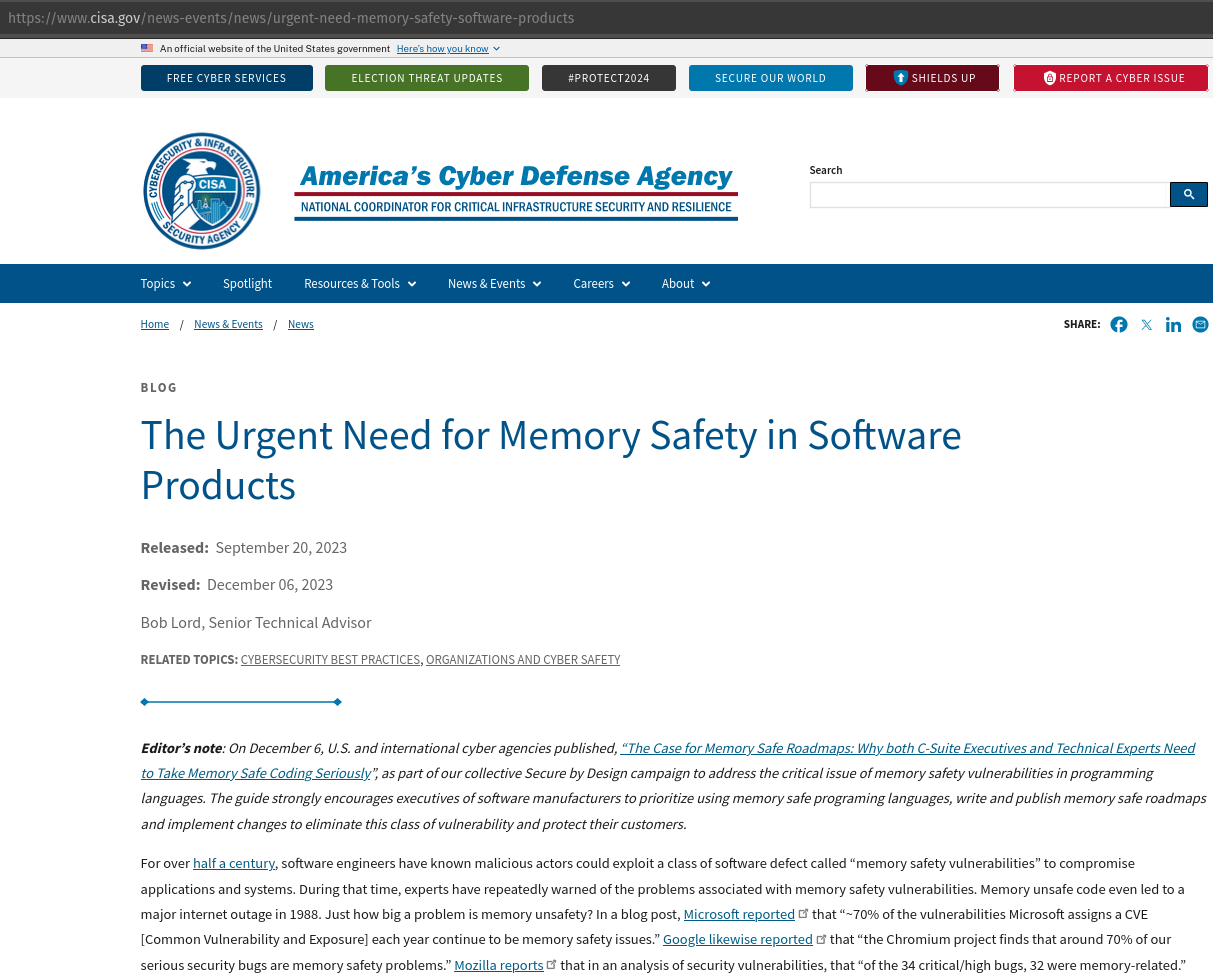 https://www.cisa.gov/news-events/news/urgent-need-memory-safety-software-products
An official website of the United States government Here's how you know
FREE CYBER SERVICES ELECTION THREAT UPDATES #PROTECT2024 SECURE OUR WORLD SHIELDS UP REPORT A CYBER ISSUE
CYBERSECURITY & INFRASTRUCTURE
CISA
SECURITY AGENCY
America's Cyber Defense Agency
NATIONAL COORDINATOR FOR CRITICAL INFRASTRUCTURE SECURITY AND RESILIENCE
Search
Topics Spotlight Resources & Tools News & Events Careers About
Home / News & Events / News SHARE:
BLOG
The Urgent Need for Memory Safety in Software
Products
Released: September 20, 2023
Revised: December 06, 2023
Bob Lord, Senior Technical Advisor
RELATED TOPICS: CYBERSECURITY BEST PRACTICES, ORGANIZATIONS AND CYBER SAFETY
Editor's note: On December 6, U.S. and international cyber agencies published, “The Case for Memory Safe Roadmaps: Why both C-Suite Executives and Technical Experts Need
to Take Memory Safe Coding Seriously”, as part of our collective Secure by Design campaign to address the critical issue of memory safety vulnerabilities in programming
languages. The guide strongly encourages executives of software manufacturers to prioritize using memory safe programing languages, write and publish memory safe roadmaps
and implement changes to eliminate this class of vulnerability and protect their customers.
For over half a century, software engineers have known malicious actors could exploit a class of software defect called “memory safety vulnerabilities” to compromise
applications and systems. During that time, experts have repeatedly warned of the problems associated with memory safety vulnerabilities. Memory unsafe code even led to a
major internet outage in 1988. Just how big a problem is memory unsafety? In a blog post, Microsoft reported that “~70% of the vulnerabilities Microsoft assigns a CVE
[Common Vulnerability and Exposure] each year continue to be memory safety issues.” Google likewise reported that “the Chromium project finds that around 70% of our
serious security bugs are memory safety problems.” Mozilla reports that in an analysis of security vulnerabilities, that “of the 34 critical/high bugs, 32 were memory-related.”